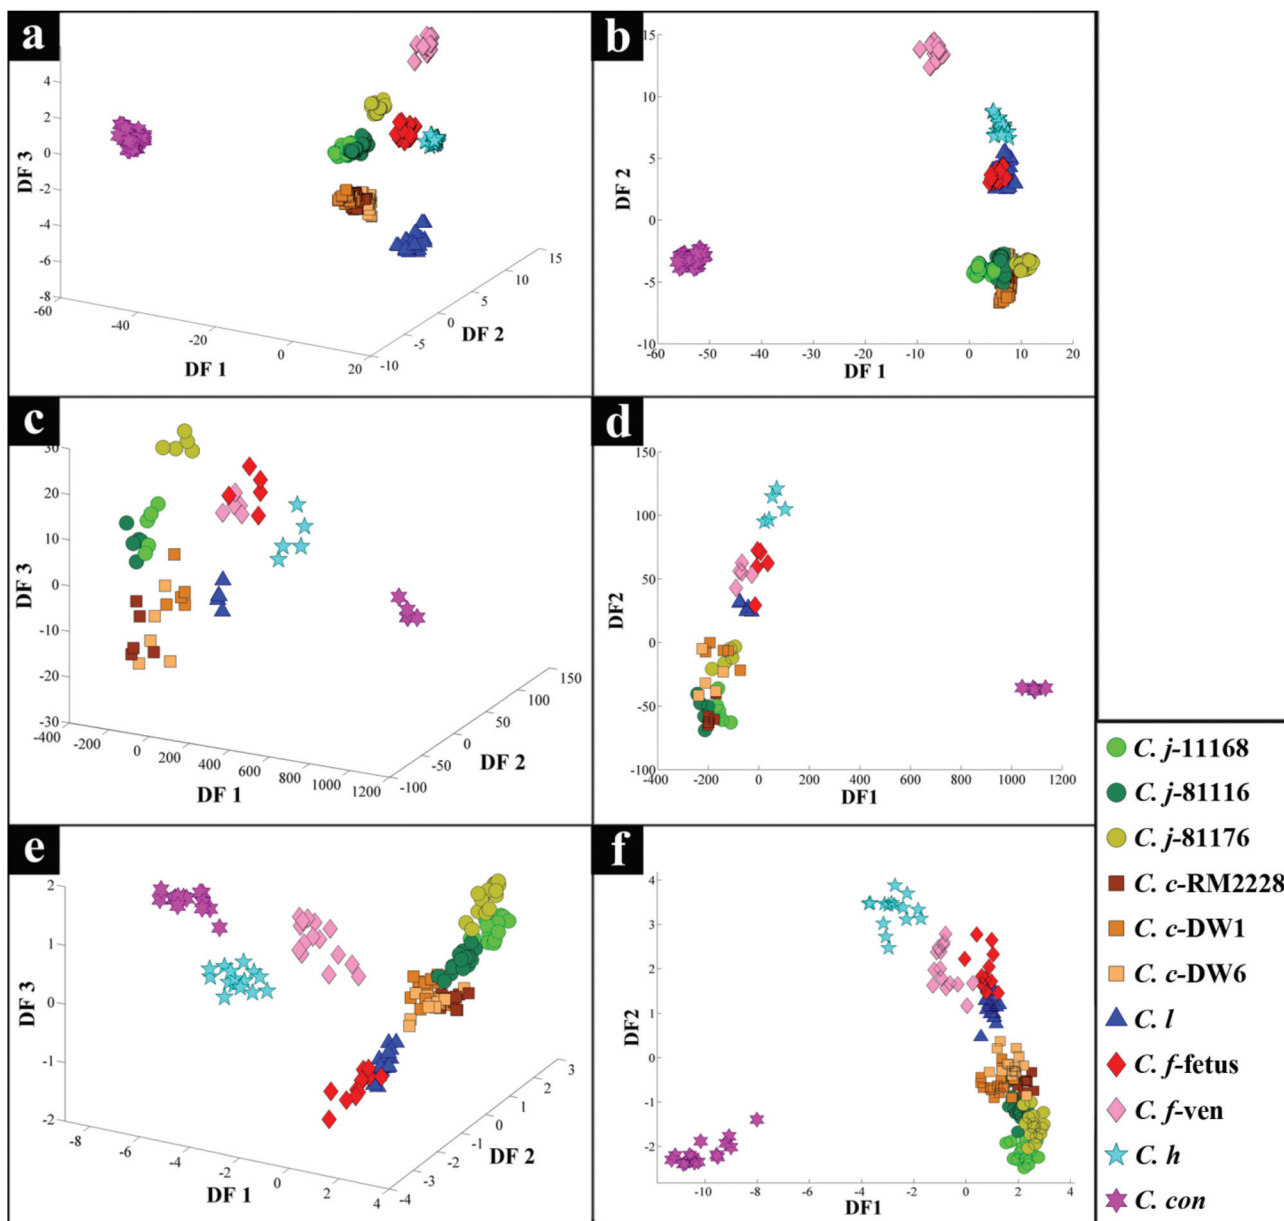 a
4
2
0
-2
-4
-6
-8
DF 3
-60
-40
-20
0
20
DF 1
-10
-5
0
5
10
15
DF 2
b
15
10
5
0
-5
-10
DF 2
-60 -50 -40 -30 -20 -10 0 10 20
DF 1
c
30
20
10
0
-10
-20
-30
DF 3
-400
-200
0
200
400
600
800
1000
1200
DF 1
-100
-50
0
50
100
150
DF 2
d
150
100
50
0
-50
-100
DF2
-400 -200 0 200 400 600 800 1000 1200
DF1
e
2
1
0
-1
-2
DF 3
-8
-6
-4
-2
0
2
4
DF 1
-4
-3
-2
-1
0
1
2
3
DF 2
f
4
3
2
1
0
-1
-2
DF2
-10 -8 -6 -4 -2 0 2 4
DF1
C. j-11168
C. j-81116
C. j-81176
C. c-RM2228
C. c-DW1
C. c-DW6
C. l
C. f-fetus
C. f-ven
C. h
C. con